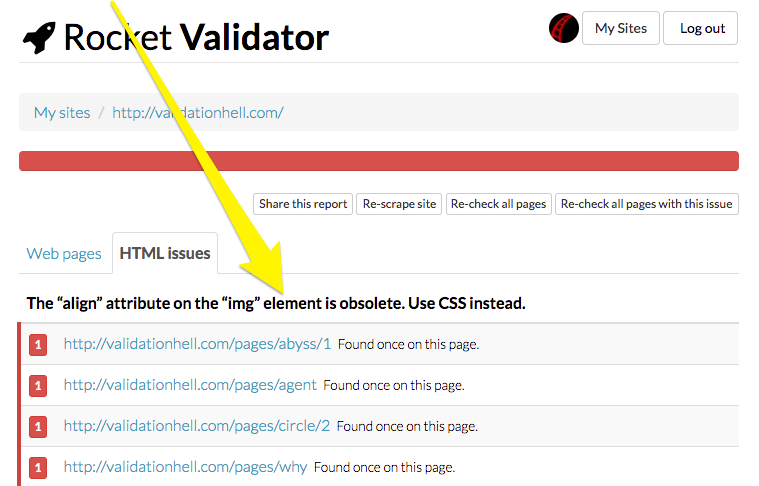 Rocket Validator
My Sites
Log out
My sites / http://validationhell.com/
Share this report
Re-scrape site
Re-check all pages
Re-check all pages with this issue
Web pages
HTML issues
The “align” attribute on the “img” element is obsolete. Use CSS instead.
1 http://validationhell.com/pages/abyss/1 Found once on this page.
1 http://validationhell.com/pages/agent Found once on this page.
1 http://validationhell.com/pages/circle/2 Found once on this page.
1 http://validationhell.com/pages/why Found once on this page.